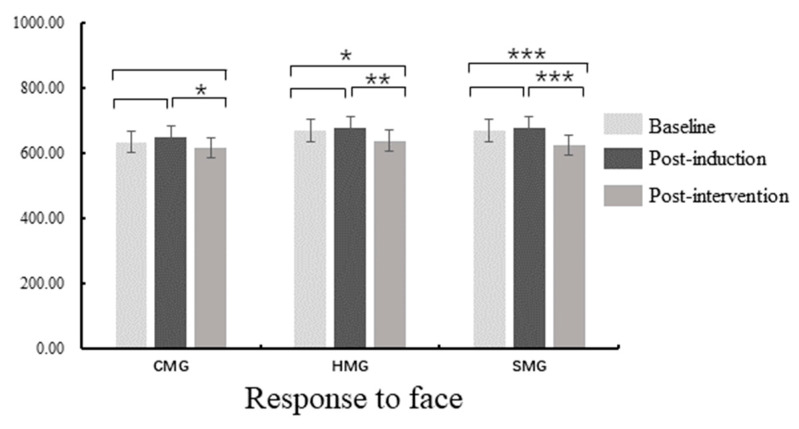 1000.00
800.00
600.00
400.00
200.00
0.00
*
*
**
***
***
Baseline
Post-induction
Post-intervention
CMG HMG SMG
Response to face